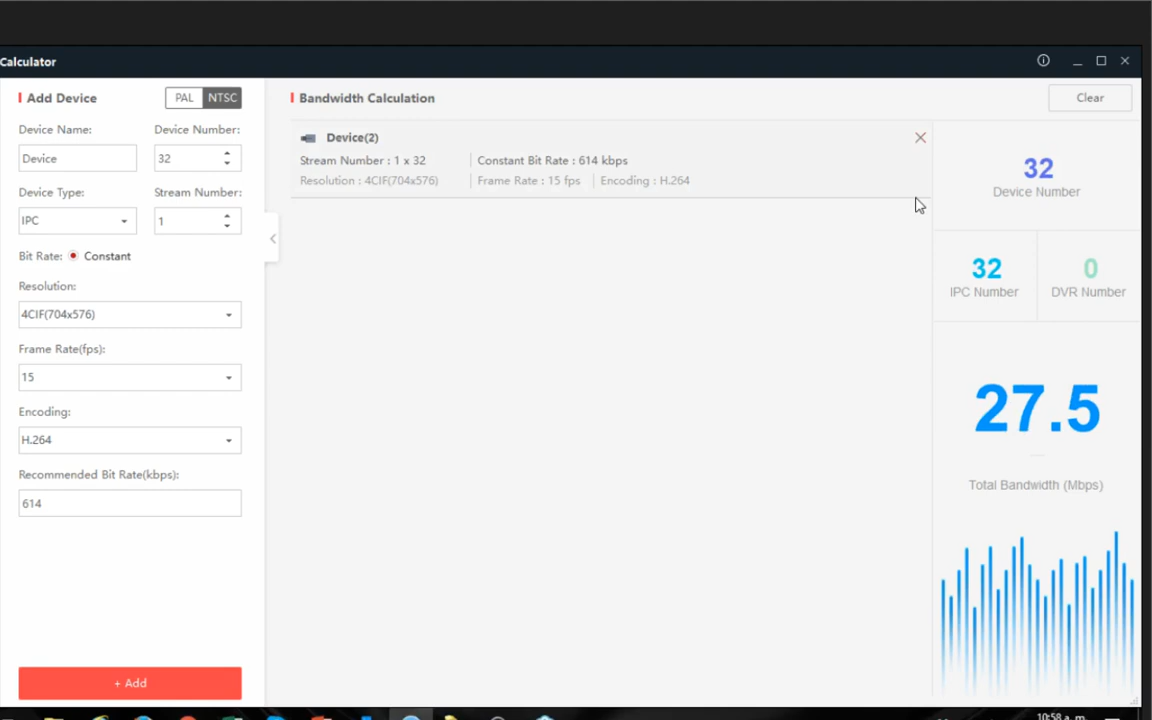 Calculator
Add Device
PAL
NTSC
Device Name:
Device Number:
Device
32
Device Type:
Stream Number:
IPC
1
Bit Rate:
Constant
Resolution:
4CIF(704x576)
Frame Rate(fps):
15
Encoding:
H.264
Recommended Bit Rate(kbps):
614
+ Add
Bandwidth Calculation
Clear
Device(2)
Stream Number : 1 x 32
Constant Bit Rate : 614 kbps
Resolution : 4CIF(704x576)
Frame Rate : 15 fps
Encoding : H.264
32
Device Number
32
IPC Number
0
DVR Number
27.5
Total Bandwidth (Mbps)
10:58 a. m.